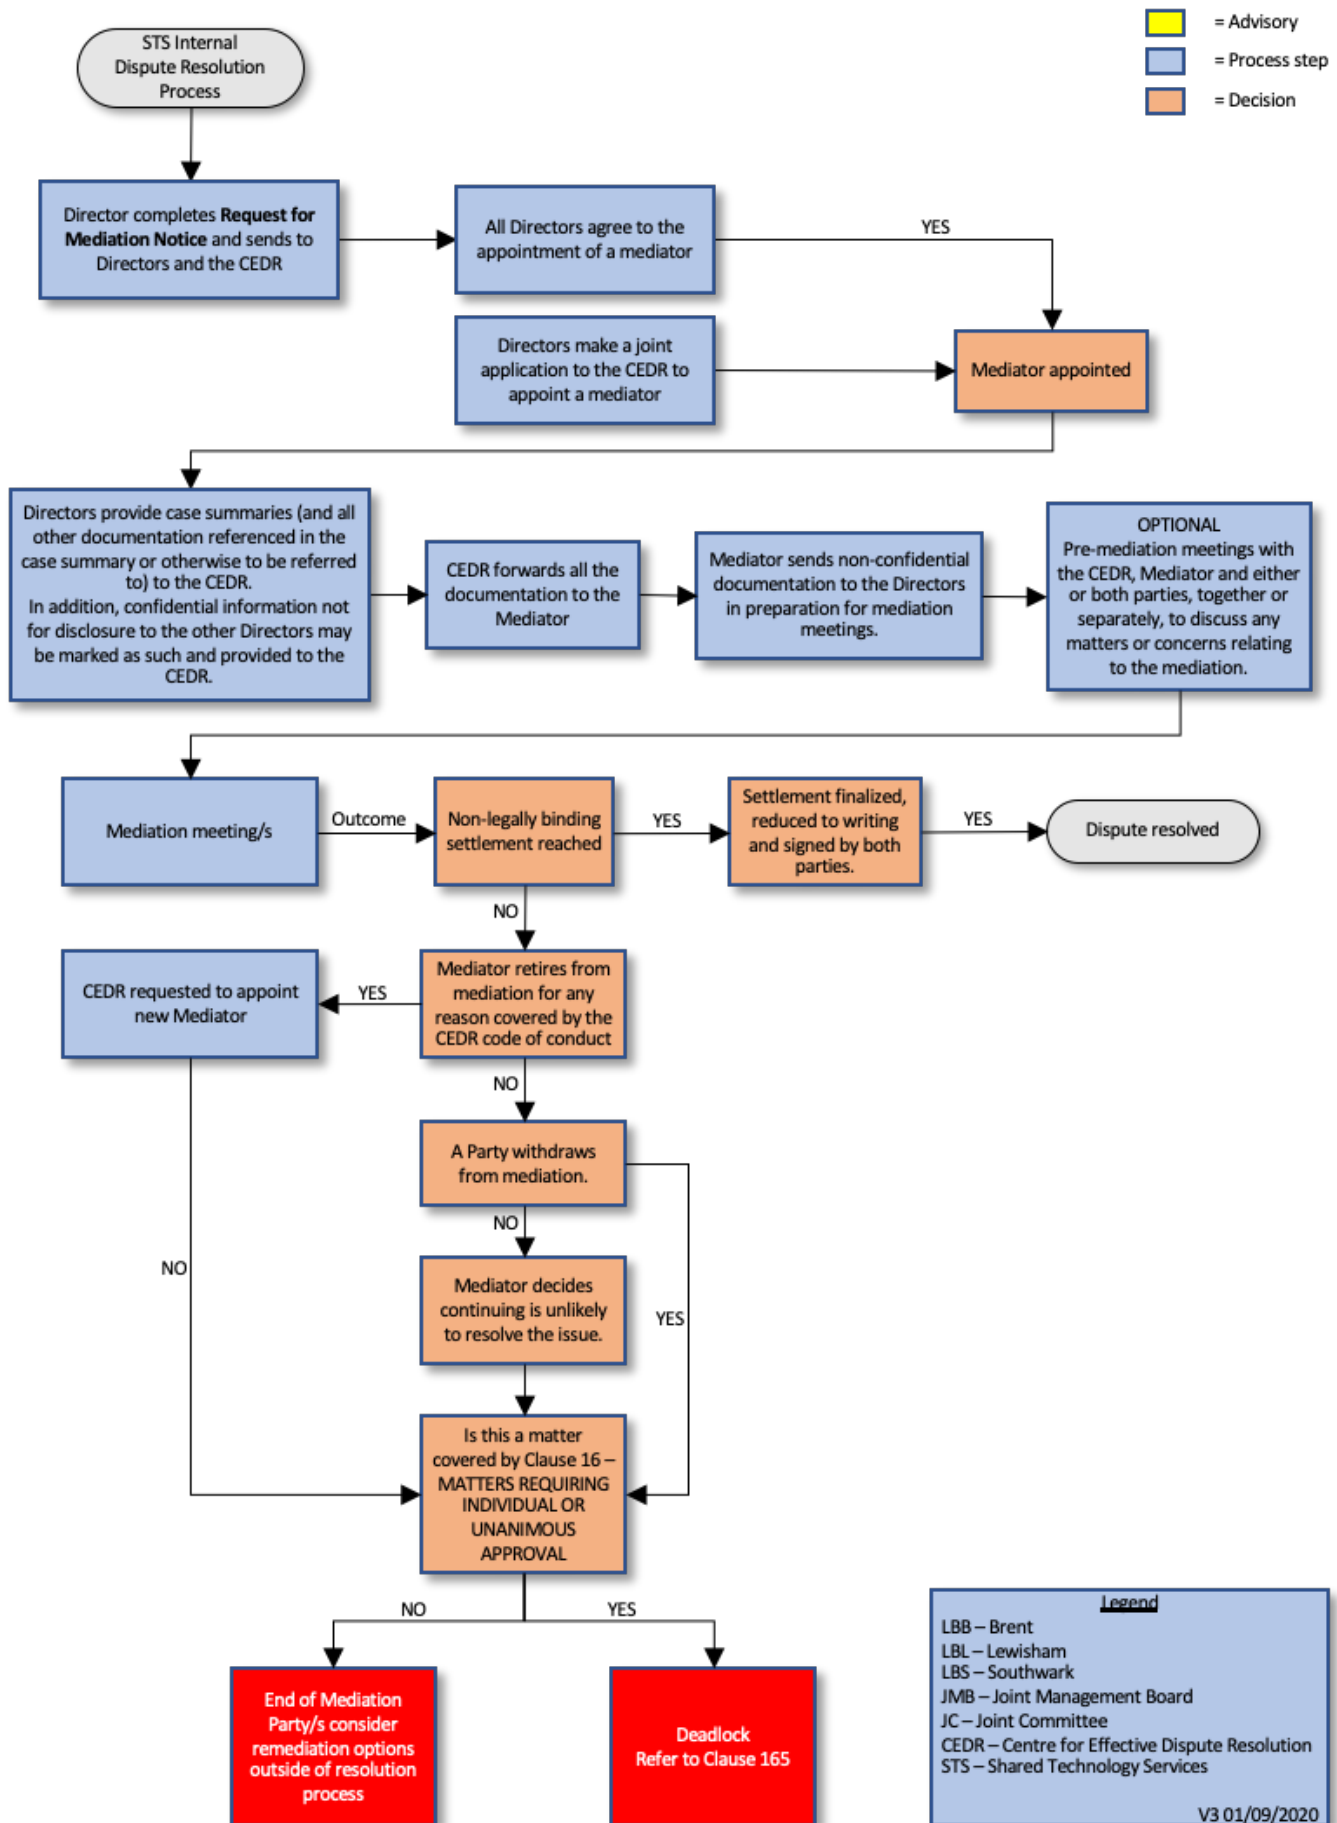 STS Internal
Dispute Resolution
Process
= Advisory
= Process step
= Decision
Director completes Request for
Mediation Notice and sends to
Directors and the CEDR
All Directors agree to the
appointment of a mediator
YES
Directors make a joint
application to the CEDR to
appoint a mediator
Mediator appointed
Directors provide case summaries (and all
other documentation referenced in the
case summary or otherwise to be referred
to) to the CEDR.
In addition, confidential information not
for disclosure to the other Directors may
be marked as such and provided to the
CEDR.
CEDR forwards all the
documentation to the
Mediator
Mediator sends non-confidential
documentation to the Directors
in preparation for mediation
meetings.
OPTIONAL
Pre-mediation meetings with
the CEDR, Mediator and either
or both parties, together or
separately, to discuss any
matters or concerns relating
to the mediation.
Mediation meeting/s
Outcome
Non-legally binding
settlement reached
YES
Settlement finalized,
reduced to writing
and signed by both
parties.
YES
Dispute resolved
NO
CEDR requested to appoint
new Mediator
YES
Mediator retires from
mediation for any
reason covered by the
CEDR code of conduct
NO
A Party withdraws
from mediation.
NO
NO
Mediator decides
continuing is unlikely
to resolve the issue.
YES
Is this a matter
covered by Clause 16 –
MATTERS REQUIRING
INDIVIDUAL OR
UNANIMOUS
APPROVAL
NO
YES
End of Mediation
Party/s consider
remediation options
outside of resolution
process
Deadlock
Refer to Clause 165
Legend
LBB – Brent
LBL – Lewisham
LBS – Southwark
JMB – Joint Management Board
JC – Joint Committee
CEDR – Centre for Effective Dispute Resolution
STS – Shared Technology Services
V3 01/09/2020